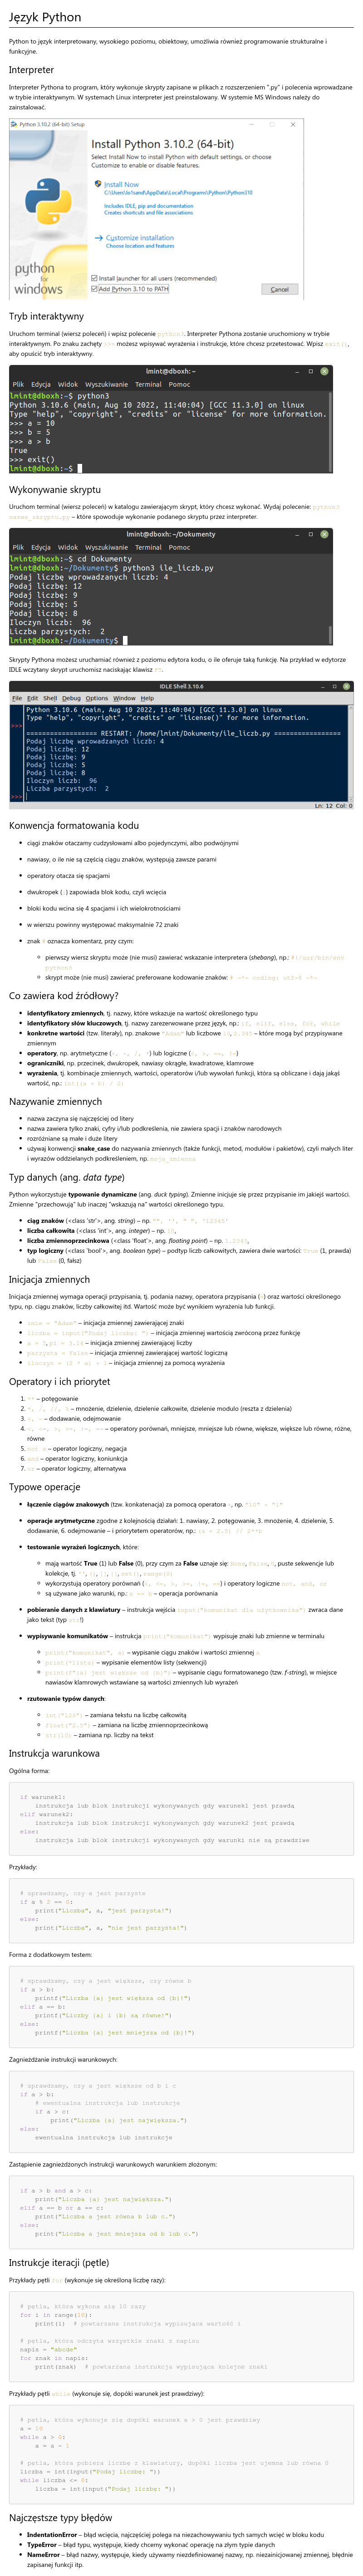 Język Python
Python to język interpretowany, wysokiego poziomu, obiektowy, umożliwia również programowanie strukturalne i
funkcyjne.
Interpreter
Interpreter Pythona to program, który wykonuje skrypty zapisane w plikach z rozszerzeniem ".py" i polecenia wprowadzane
w trybie interaktywnym. W systemach Linux interpreter jest preinstalowany. W systemie MS Windows należy do
zainstalować.
Python 3.10.2 (64-bit) Setup
Install Python 3.10.2 (64-bit)
Select Install Now to install Python with default settings, or choose
Customize to enable or disable features.
Install Now
Includes IDLE, pip and documentation
Creates shortcuts and file associations
Customize installation
Choose location and features
Install launcher for all users (recommended)
Add Python 3.10 to PATH
Cancel
python
for
windows
Tryb interaktywny
Uruchom terminal (wiersz poleceń) i wpisz polecenie python3. Interpreter Pythona zostanie uruchomiony w trybie
interaktywnym. Po znaku zachęty >>> możesz wpisywać wyrażenia i instrukcje, które chcesz przetestować. Wpisz exit(),
aby opuścić tryb interaktywny.
lmint@dboxh: ~
Plik Edycja Widok Wyszukiwanie Terminal Pomoc
lmint@dboxh:~$ python3
Python 3.10.6 (main, Aug 10 2022, 11:40:04) [GCC 11.3.0] on linux
Type "help", "copyright", "credits" or "license" for more information.
>>> a = 10
>>> b = 5
>>> a > b
True
>>> exit()
lmint@dboxh:~$
Wykonywanie skryptu
Uruchom terminal (wiersz poleceń) w katalogu zawierającym skrypt, który chcesz wykonać. Wydaj polecenie: python3
nazwa_skryptu.py – które spowoduje wykonanie podanego skryptu przez interpreter.
lmint@dboxh: ~/Dokumenty
Plik Edycja Widok Wyszukiwanie Terminal Pomoc
lmint@dboxh:~$ cd Dokumenty
lmint@dboxh:~/Dokumenty$ python3 ile_liczb.py
Podaj liczbę wprowadzanych liczb: 4
Podaj liczbę: 12
Podaj liczbę: 9
Podaj liczbę: 5
Podaj liczbę: 8
Iloczyn liczb: 96
Liczba parzystych: 2
lmint@dboxh:~/Dokumenty$
Skrypty Pythona możesz uruchamiać również z poziomu edytora kodu, o ile oferuje taką funkcję. Na przykład w edytorze
IDLE wczytany skrypt uruchomisz naciskając klawisz F5.
IDLE Shell 3.10.6
File Edit Shell Debug Options Window Help
Python 3.10.6 (main, Aug 10 2022, 11:40:04) [GCC 11.3.0] on linux
Type "help", "copyright", "credits" or "license()" for more information.
>>>
RESTART: /home/lmint/Dokumenty/ile_liczb.py
Podaj liczbę wprowadzanych liczb: 4
Podaj liczbę: 12
Podaj liczbę: 9
Podaj liczbę: 5
Podaj liczbę: 8
Iloczyn liczb: 96
Liczba parzystych: 2
>>>
Ln: 12 Col: 0
Konwencja formatowania kodu
ciągi znaków otaczamy cudzysłowami albo pojedynczymi, albo podwójnymi
nawiasy, o ile nie są częścią ciągu znaków, występują zawsze parami
operatory otacza się spacjami
dwukropek (:) zapowiada blok kodu, czyli wcięcia
bloki kodu wcina się 4 spacjami i ich wielokrotnościami
w wierszu powinny występować maksymalnie 72 znaki
znak # oznacza komentarz, przy czym:
pierwszy wiersz skryptu może (nie musi) zawierać wskazanie interpretera (shebang), np.: #!/usr/bin/env
python3
skrypt może (nie musi) zawierać preferowane kodowanie znaków: # -*- coding: utf-8 -*-
Co zawiera kod źródłowy?
identyfikatory zmiennych, tj. nazwy, które wskazuje na wartość określonego typu
identyfikatory słów kluczowych, tj. nazwy zarezerwowane przez język, np.: if, elif, else, for, while
konkretne wartości (tzw. literały), np. znakowe "Adam" lub liczbowe 10, 2.345 – które mogą być przypisywane
zmiennym
operatory, np. arytmetyczne (+, -, /, *) lub logiczne (<, >, ==, !=)
ograniczniki, np. przecinek, dwukropek, nawiasy okrągłe, kwadratowe, klamrowe
wyrażenia, tj. kombinacje zmiennych, wartości, operatorów i/lub wywołań funkcji, która są obliczane i dają jakąś
wartość, np.: int((a + b) / 2)
Nazywanie zmiennych
nazwa zaczyna się najczęściej od litery
nazwa zawiera tylko znaki, cyfry i/lub podkreślenia, nie zawiera spacji i znaków narodowych
rozróżniane są małe i duże litery
używaj konwencji snake_case do nazywania zmiennych (także funkcji, metod, modułów i pakietów), czyli małych liter
i wyrazów oddzielanych podkreśleniem, np. moja_zmienna
Typ danych (ang. data type)
Python wykorzystuje typowanie dynamiczne (ang. duck typing). Zmienne inicjuje się przez przypisanie im jakiejś wartości.
Zmienne "przechowują" lub inaczej "wskazują na" wartości określonego typu.
ciąg znaków (<class 'str'>, ang. string) – np. "", '', " ", "12345"
liczba całkowita (<class 'int'>, ang. integer) – np. 10,
liczba zmiennoprzecinkowa (<class 'float'>, ang. floating point) – np. 1.2345,
typ logiczny (<class 'bool'>, ang. boolean type) – podtyp liczb całkowitych, zawiera dwie wartości: True (1, prawda)
lub False (0, fałsz)
Inicjacja zmiennych
Inicjacja zmiennej wymaga operacji przypisania, tj. podania nazwy, operatora przypisania (=) oraz wartości określonego
typu, np. ciągu znaków, liczby całkowitej itd. Wartość może być wynikiem wyrażenia lub funkcji.
imie = "Adam" – inicjacja zmiennej zawierającej znaki
liczba = input("Podaj liczbę: ") – inicjacja zmiennej wartością zwróconą przez funkcję
a = 3, pi = 3.14 – inicjacja zmiennej zawierającej liczby
parzysta = False – inicjacja zmiennej zawierającej wartość logiczną
iloczyn = (2 * a) + 3 – inicjacja zmiennej za pomocą wyrażenia
Operatory i ich priorytet
1. ** – potęgowanie
2. *, /, //, % – mnożenie, dzielenie, dzielenie całkowite, dzielenie modulo (reszta z dzielenia)
3. +, - – dodawanie, odejmowanie
4. <, <=, >, >=, !=, == – operatory porównań, mniejsze, mniejsze lub równe, większe, większe lub równe, różne,
równe
5. not x – operator logiczny, negacja
6. and – operator logiczny, koniunkcja
7. or – operator logiczny, alternatywa
Typowe operacje
łączenie ciągów znakowych (tzw. konkatenacja) za pomocą operatora +, np. "10" + "1"
operacje arytmetyczne zgodne z kolejnością działań: 1. nawiasy, 2. potęgowanie, 3. mnożenie, 4. dzielenie, 5.
dodawanie, 6. odejmowanie – i priorytetem operatorów, np.: (a + 2.5) // 2**b
testowanie wyrażeń logicznych, które:
mają wartość True (1) lub False (0), przy czym za False uznaje się: None, False, 0, puste sekwencje lub
kolekcje, tj. '', (), [], {}, set(), range(0)
wykorzystują operatory porównań (<, <=, >, >=, !=, ==) i operatory logiczne not, and, or
są używane jako warunki, np.: a == b – operacja porównania
pobieranie danych z klawiatury – instrukcja wejścia input("komunikat dla użytkownika") zwraca dane
jako tekst (typ str!)
wypisywanie komunikatów – instrukcja print("komunikat") wypisuje znaki lub zmienne w terminalu
print("komunikat", a) – wypisanie ciągu znaków i wartości zmiennej a
print(*lista) – wypisanie elementów listy (sekwencji)
print(f"{a} jest większe od {b}") – wypisanie ciągu formatowanego (tzw. f-string), w miejsce
nawiasów klamrowych wstawiane są wartości zmiennych lub wyrażeń
rzutowanie typów danych:
int("123") – zamiana tekstu na liczbę całkowitą
float("2.5") – zamiana na liczbę zmiennoprzecinkową
str(10) – zamiana np. liczby na tekst
Instrukcja warunkowa
Ogólna forma:
if warunek1:
instrukcja lub blok instrukcji wykonywanych gdy warunek1 jest prawdą
elif warunek2:
instrukcja lub blok instrukcji wykonywanych gdy warunek2 jest prawdą
else:
instrukcja lub blok instrukcji wykonywanych gdy warunki nie są prawdziwe
Przykłady:
# sprawdzamy, czy a jest parzysta
if a % 2 == 0:
print("Liczba", a, "jest parzysta!")
else:
print("Liczba", a, "nie jest parzysta!")
Forma z dodatkowym testem:
# sprawdzamy, czy a jest większe, czy równe b
if a > b:
printf("Liczba {a} jest większa od {b}!")
elif a == b:
printf("Liczby {a} i {b} są równe!")
else:
printf("Liczba {a} jest mniejsza od {b}!")
Zagnieżdżanie instrukcji warunkowych:
# sprawdzamy, czy a jest większe od b i c
if a > b:
# ewentualna instrukcja lub instrukcje
if a > c:
print("Liczba {a} jest największa.")
else:
ewentualna instrukcja lub instrukcje
Zastąpienie zagnieżdżonych instrukcji warunkowych warunkiem złożonym:
if a > b and a > c:
print("Liczba {a} jest największa.")
elif a == b or a == c:
print("Liczba a jest równa b lub c.")
else:
print("Liczba a jest mniejsza od b lub c.")
Instrukcje iteracji (pętle)
Przykłady pętli for (wykonuje się określoną liczbę razy):
# pętla, która wykona się 10 razy
for i in range(10):
print(i) # powtarzana instrukcja wypisująca wartość i
# pętla, która odczyta wszystkie znaki z napisu
napis = "abcde"
for znak in napis:
print(znak) # powtarzana instrukcja wypisująca kolejne znaki
Przykłady pętli while (wykonuje się, dopóki warunek jest prawdziwy):
# pętla, która wykonuje się dopóki warunek a > 0 jest prawdziwy
a = 10
while a > 0:
a = a - 1
# pętla, która pobiera liczbę z klawiatury, dopóki liczba jest ujemna lub równa 0
liczba = int(input("Podaj liczbę: "))
while liczba <= 0:
liczba = int(input("Podaj liczbę: "))
Najczęstsze typy błędów
IndentationError – błąd wcięcia, najczęściej polega na niezachowywaniu tych samych wcięć w bloku kodu
TypeError – błąd typu, występuje, kiedy chcemy wykonać operację na złym typie danych
NameError – błąd nazwy, występuje, kiedy używamy niezdefiniowanej nazwy, np. niezainicjowanej zmiennej, błędnie
zapisanej funkcji itp.